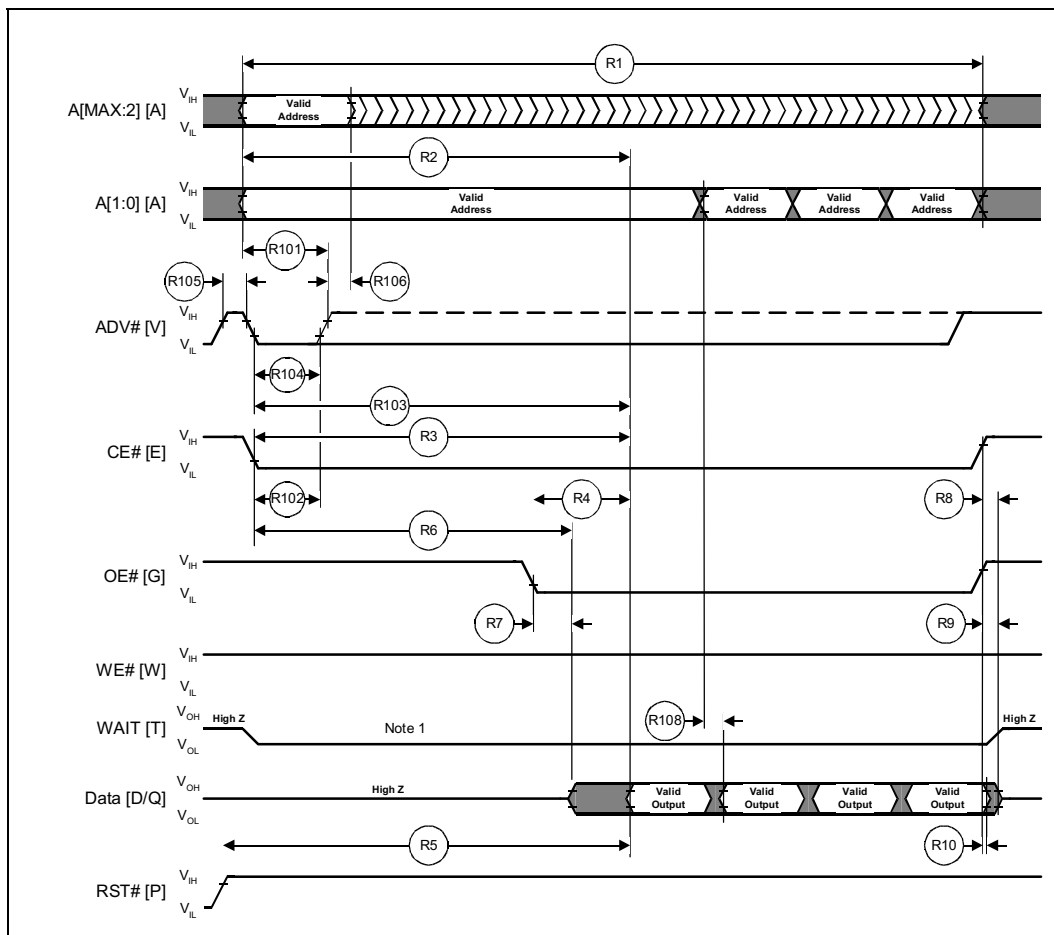 R1
V_IH
A[MAX:2] [A]
V_IL
Valid
Address
R2
V_IH
A[1:0] [A]
V_IL
Valid
Address
Valid
Address
Valid
Address
Valid
Address
R101
R105
R106
V_IH
ADV# [V]
V_IL
R104
R103
V_IH
CE# [E]
V_IL
R3
R102
R4
R8
R6
V_IH
OE# [G]
V_IL
R7
R9
V_IH
WE# [W]
V_IL
V_OH
WAIT [T]
V_OL
High Z
Note 1
R108
High Z
V_OH
Data [D/Q]
V_OL
High Z
Valid
Output
Valid
Output
Valid
Output
Valid
Output
R5
R10
V_IH
RST# [P]
V_IL